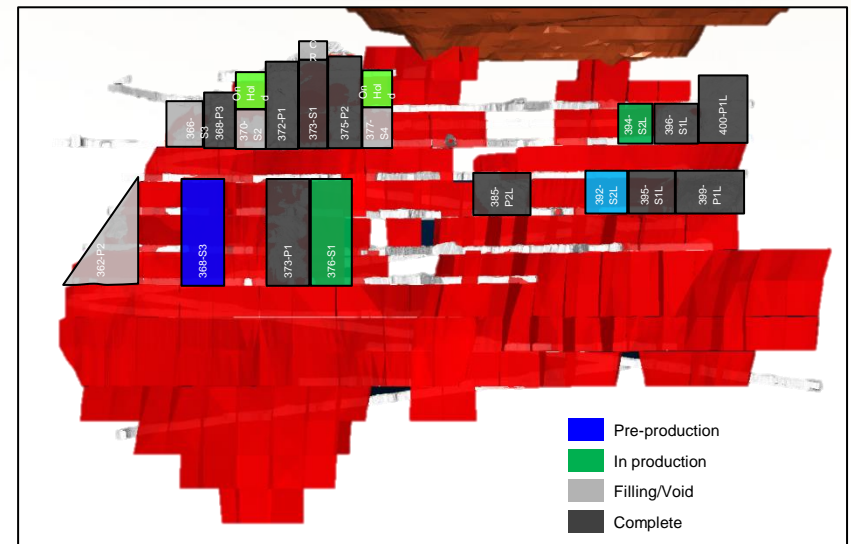 366-
S3
368-P3
On
Hol
d
370-
S2
372-P1
373-S1
375-P2
On
Hol
d
377-
S4
394-
S2L
396-
S1L
400-P1L
362-P2
368-S3
373-P1
376-S1
385-
P2L
392-
S2L
395-
S1L
399-
P1L
Pre-production
In production
Filling/Void
Complete